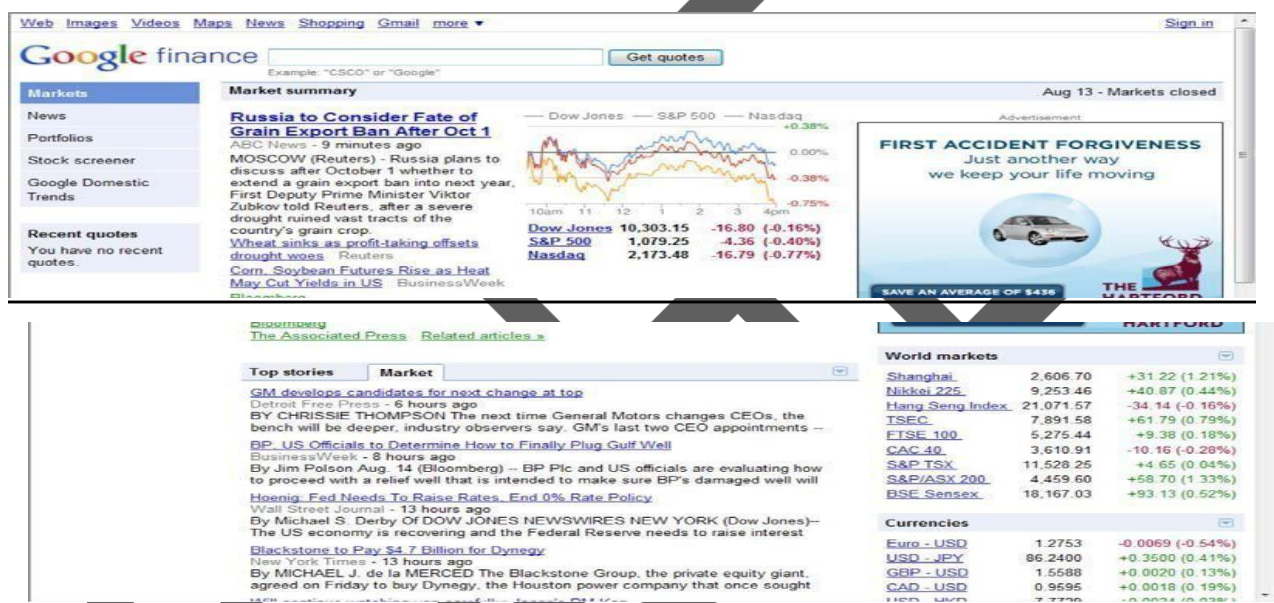 Web Images Videos Maps News Shopping Gmail more ▼ Sign in
Google finance
Get quotes
Example: "CSCO" or "Google"
Markets
News
Portfolios
Stock screener
Google Domestic
Trends
Recent quotes
You have no recent
quotes.
Market summary Aug 13 - Markets closed
Russia to Consider Fate of
Grain Export Ban After Oct 1
ABC News - 9 minutes ago
MOSCOW (Reuters) - Russia plans to
discuss after October 1 whether to
extend a grain export ban into next year,
First Deputy Prime Minister Viktor
Zubkov told Reuters, after a severe
drought ruined vast tracts of the
country's grain crop.
Wheat sinks as profit-taking offsets
drought woes Reuters
Corn, Soybean Futures Rise as Heat
May Cut Yields in US BusinessWeek
Bloomberg
— Dow Jones — S&P 500 — Nasdaq
+0.38%
0.00%
-0.38%
-0.75%
10am 11 12 1 2 3 4pm
Dow Jones 10,303.15 -16.80 (-0.16%)
S&P 500 1,079.25 -4.36 (-0.40%)
Nasdaq 2,173.48 -16.79 (-0.77%)
Advertisement
FIRST ACCIDENT FORGIVENESS
Just another way
we keep your life moving
SAVE AN AVERAGE OF $436
THE
HARTFORD
Bloomberg
The Associated Press Related articles »
Top stories Market
GM develops candidates for next change at top
Detroit Free Press - 6 hours ago
BY CHRISSIE THOMPSON The next time General Motors changes CEOs, the
bench will be deeper, industry observers say. GM's last two CEO appointments --
BP, US Officials to Determine How to Finally Plug Gulf Well
BusinessWeek - 8 hours ago
By Jim Polson Aug. 14 (Bloomberg) -- BP Plc and US officials are evaluating how
to proceed with a relief well that is intended to make sure BP's damaged well will
Hoenig: Fed Needs To Raise Rates, End 0% Rate Policy
Wall Street Journal - 13 hours ago
By Michael S. Derby Of DOW JONES NEWSWIRES NEW YORK (Dow Jones)--
The US economy is recovering and the Federal Reserve needs to raise interest
Blackstone to Pay $4.7 Billion for Dynegy
New York Times - 13 hours ago
By MICHAEL J. de la MERCED The Blackstone Group, the private equity giant,
agreed on Friday to buy Dynegy, the Houston power company that once sought
HARTFORD
World markets
Shanghai 2,606.70 +31.22 (1.21%)
Nikkei 225 9,253.46 +40.87 (0.44%)
Hang Seng Index 21,071.57 -34.14 (-0.16%)
TSEC 7,891.58 +61.79 (0.79%)
FTSE 100 5,275.44 +9.38 (0.18%)
CAC 40 3,610.91 -10.16 (-0.28%)
S&P TSX 11,528.25 +4.65 (0.04%)
S&P/ASX 200 4,459.60 +58.70 (1.33%)
BSE Sensex 18,167.03 +93.13 (0.52%)
Currencies
Euro - USD 1.2753 -0.0069 (-0.54%)
USD - JPY 86.2400 +0.3500 (0.41%)
GBP - USD 1.5588 +0.0020 (0.13%)
CAD - USD 0.9595 +0.0018 (0.19%)